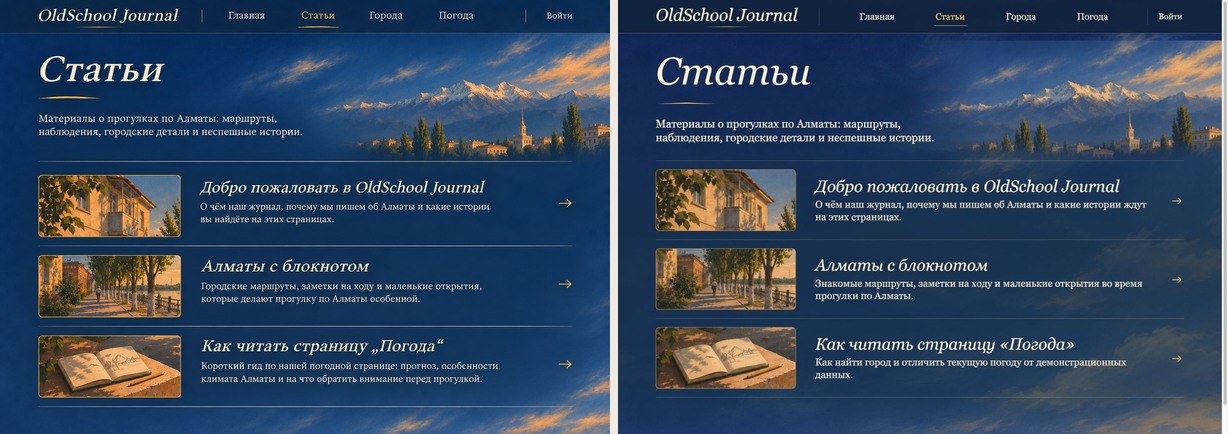 OldSchool Journal
Главная
Статьи
Города
Погода
Войти
Статьи
Материалы о прогулках по Алматы: маршруты,
наблюдения, городские детали и неспешные истории.
Добро пожаловать в OldSchool Journal
О чём наш журнал, почему мы пишем об Алматы и какие истории
вы найдёте на этих страницах.
→
Алматы с блокнотом
Городские маршруты, заметки на ходу и маленькие открытия,
которые делают прогулку по Алматы особенной.
→
Как читать страницу „Погода“
Короткий гид по нашей погодной странице: прогноз, особенности
климата Алматы и на что обратить внимание перед прогулкой.
→
OldSchool Journal
Главная
Статьи
Города
Погода
Войти
Статьи
Материалы о прогулках по Алматы: маршруты,
наблюдения, городские детали и неспешные истории.
Добро пожаловать в OldSchool Journal
О чём наш журнал, почему мы пишем об Алматы и какие истории ждут
на этих страницах.
→
Алматы с блокнотом
Знакомые маршруты, заметки на ходу и маленькие открытия во время
прогулки по Алматы.
→
Как читать страницу «Погода»
Как найти город и отличить текущую погоду от демонстрационных
данных.
→